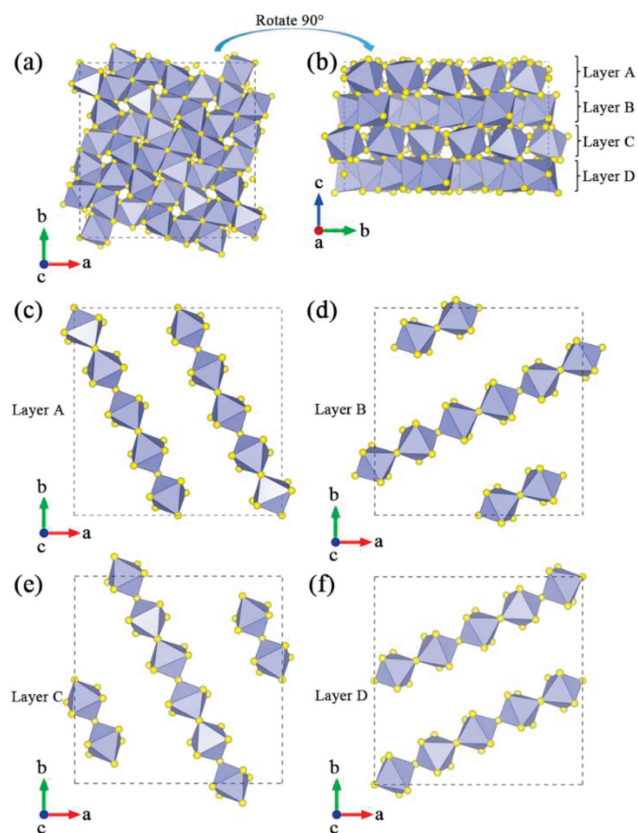 Rotate 90°
(a)
(b)
Layer A
Layer B
Layer C
Layer D
b
a
c
c
b
a
(c)
(d)
Layer A
Layer B
b
a
c
b
a
c
(e)
(f)
Layer C
Layer D
b
a
c
b
a
c